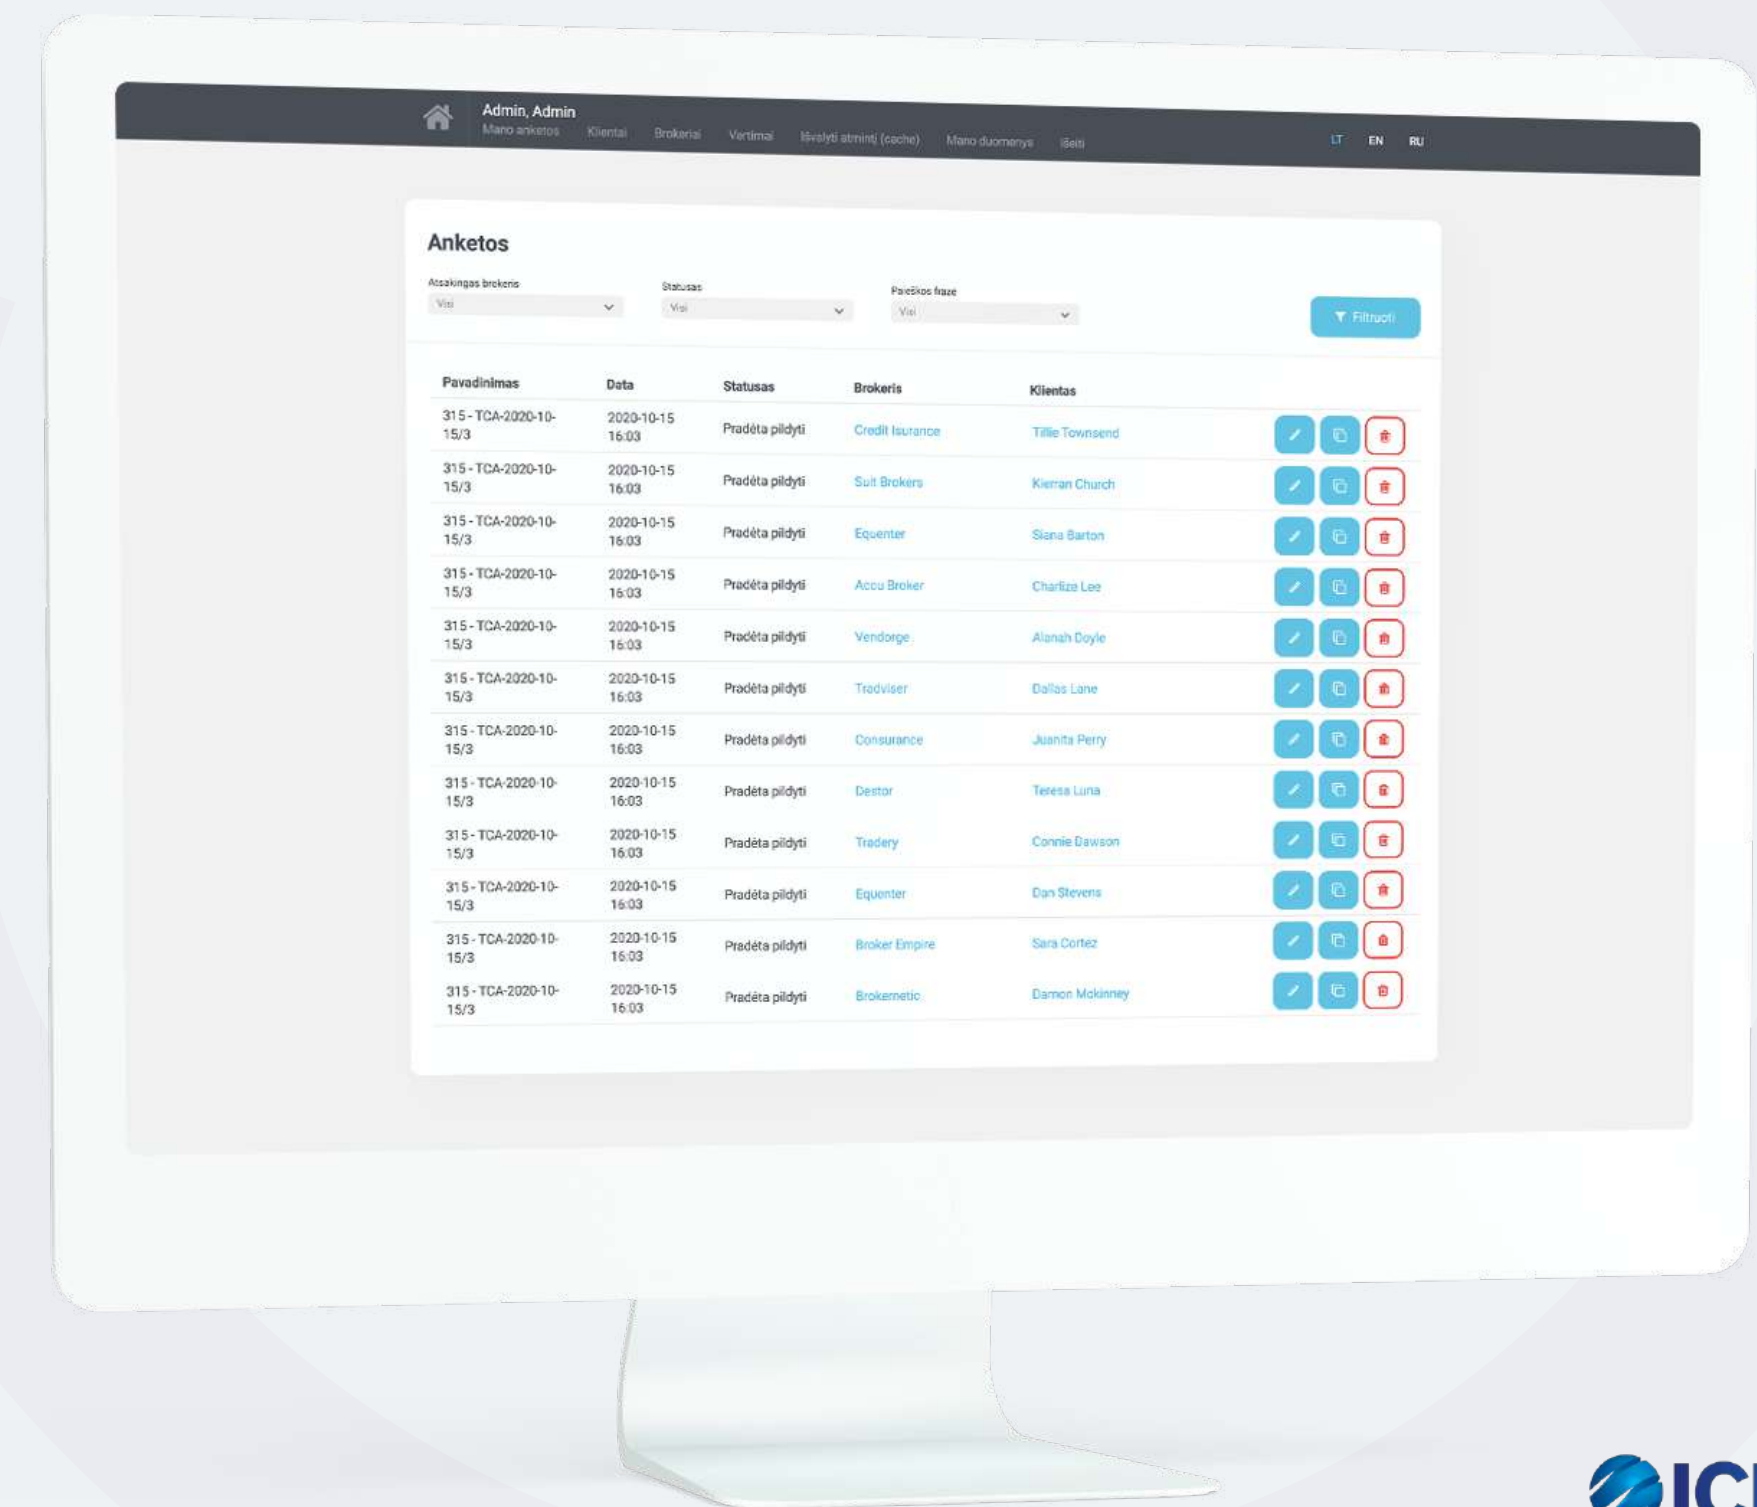 Admin, Admin
Mano anketos Klientai Brokeriai Vertimai Išvalyti atmintį (cache) Mano duomenys Išeiti LT EN RU
Anketos
Atsakingas brokeris Statusas Paieškos frazė
Visi Visi Visi Filtruoti
Pavadinimas Data Statusas Brokeris Klientas
315 - TCA-2020-10- 2020-10-15 Pradėta pildyti Credit Isurance Tillie Townsend
15/3 16:03
315 - TCA-2020-10- 2020-10-15 Pradėta pildyti Suit Brokers Kierran Church
15/3 16:03
315 - TCA-2020-10- 2020-10-15 Pradėta pildyti Equenter Siana Barton
15/3 16:03
315 - TCA-2020-10- 2020-10-15 Pradėta pildyti Accu Broker Charlize Lee
15/3 16:03
315 - TCA-2020-10- 2020-10-15 Pradėta pildyti Vendorge Alanah Doyle
15/3 16:03
315 - TCA-2020-10- 2020-10-15 Pradėta pildyti Tradviser Dallas Lane
15/3 16:03
315 - TCA-2020-10- 2020-10-15 Pradėta pildyti Consurance Juanita Perry
15/3 16:03
315 - TCA-2020-10- 2020-10-15 Pradėta pildyti Destor Teresa Luna
15/3 16:03
315 - TCA-2020-10- 2020-10-15 Pradėta pildyti Tradery Connie Dawson
15/3 16:03
315 - TCA-2020-10- 2020-10-15 Pradėta pildyti Equenter Dan Stevens
15/3 16:03
315 - TCA-2020-10- 2020-10-15 Pradėta pildyti Broker Empire Sara Cortez
15/3 16:03
315 - TCA-2020-10- 2020-10-15 Pradėta pildyti Brokernetic Damon Mckinney
15/3 16:03